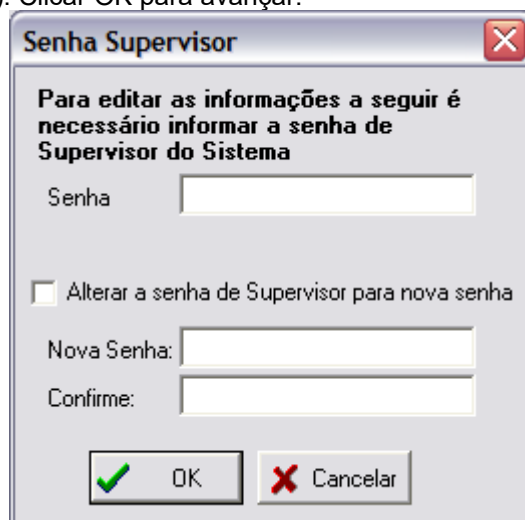 ). Clicar OK para avançar.
Senha Supervisor
Para editar as informações a seguir é
necessário informar a senha de
Supervisor do Sistema
Senha
Alterar a senha de Supervisor para nova senha
Nova Senha:
Confirme:
OK Cancelar